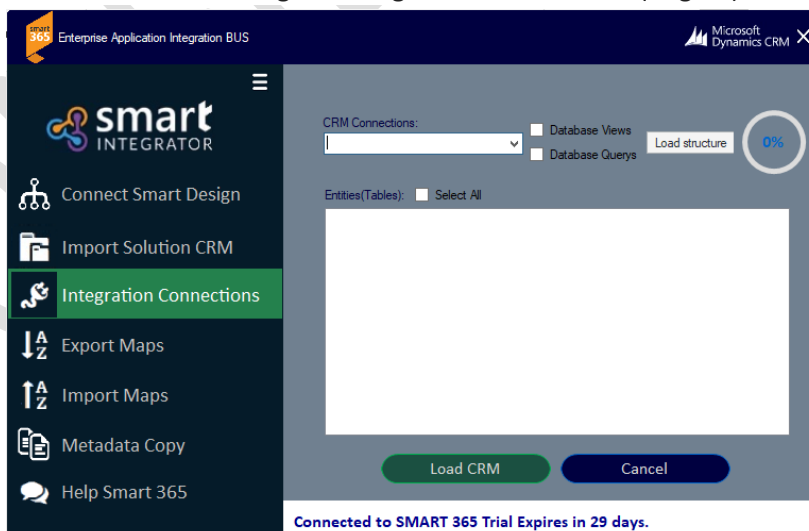 smart
365
Enterprise Application Integration BUS
Microsoft
Dynamics CRM
smart
INTEGRATOR
Connect Smart Design
Import Solution CRM
Integration Connections
A
Z
Export Maps
A
Z
Import Maps
Metadata Copy
Help Smart 365
CRM Connections:
Database Views
Database Querys
Load structure
0%
Entities(Tables):
Select All
Load CRM
Cancel
Connected to SMART 365 Trial Expires in 29 days.